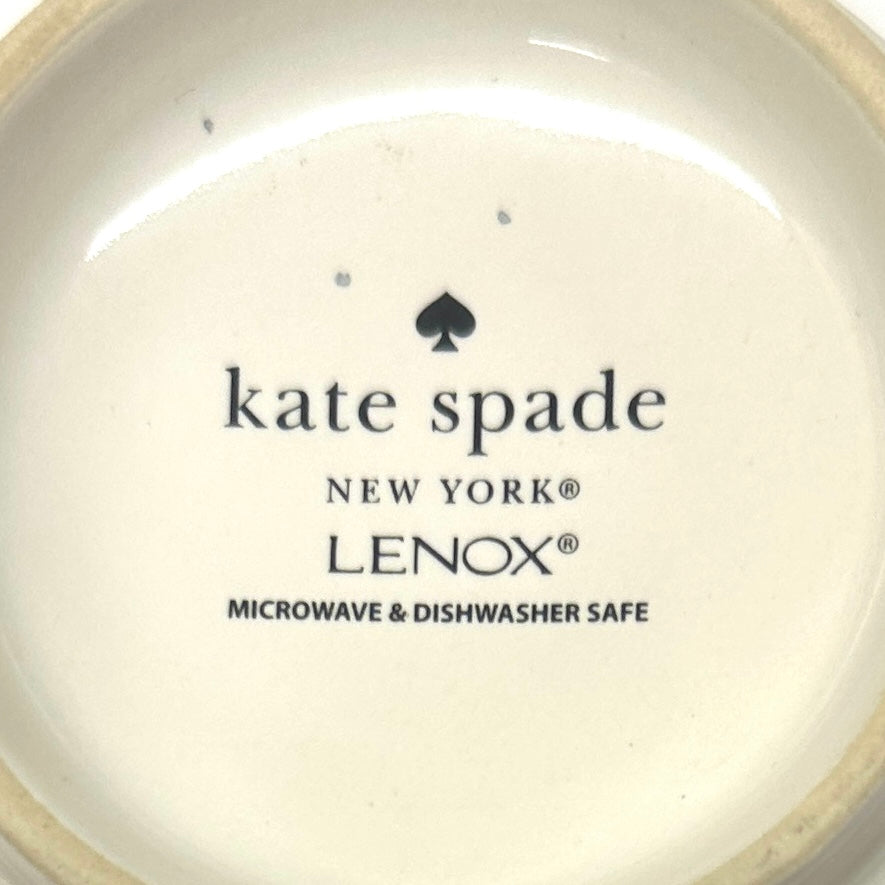 kate spade
NEW YORK®
LENOX®
MICROWAVE & DISHWASHER SAFE